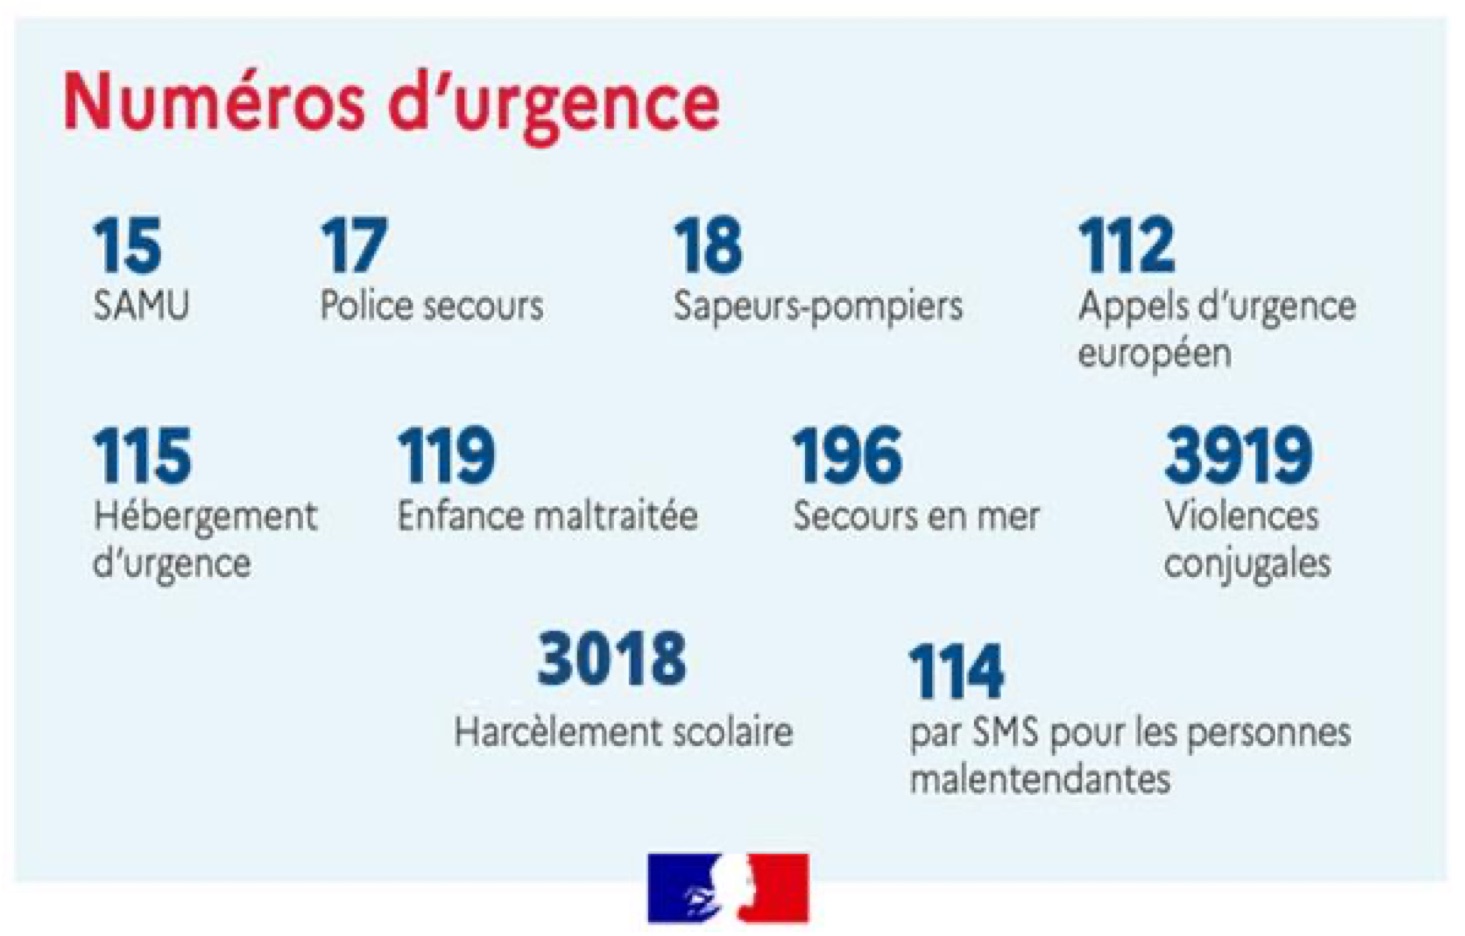 Numéros d'urgence
15
SAMU
17
Police secours
18
Sapeurs-pompiers
112
Appels d'urgence
européen
115
Hébergement
d'urgence
119
Enfance maltraitée
196
Secours en mer
3919
Violences
conjugales
3018
Harcèlement scolaire
114
par SMS pour les personnes
malentendantes